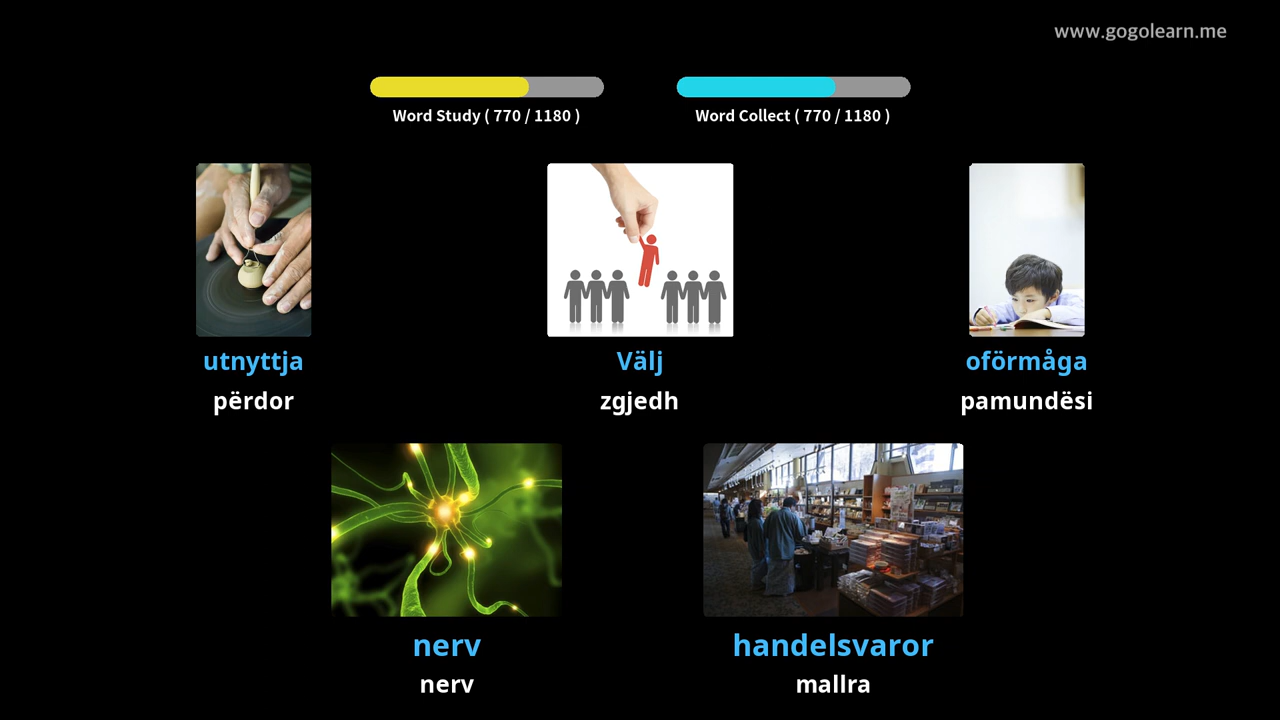 www.gogolearn.me
Word Study ( 770 / 1180 )
Word Collect ( 770 / 1180 )
utnyttja
përdor
Välj
zgjedh
oförmåga
pamundësi
nerv
nerv
handelsvaror
mallra